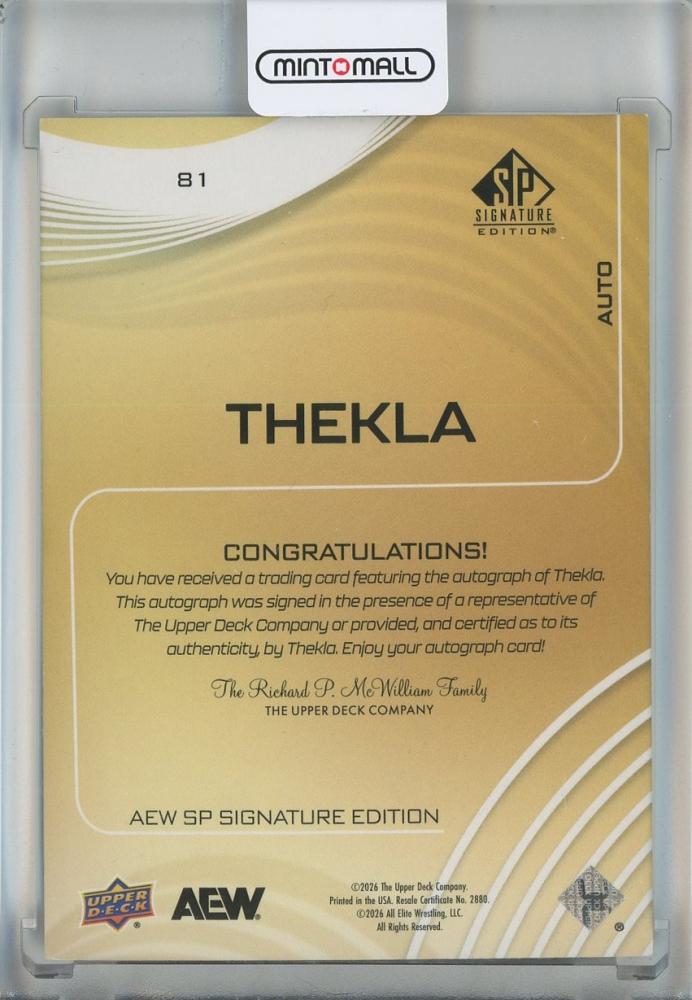 MINTOMALL
81
SP
SIGNATURE
EDITION®
AUTO
THEKLA
CONGRATULATIONS!
You have received a trading card featuring the autograph of Thekla.
This autograph was signed in the presence of a representative of
The Upper Deck Company or provided, and certified as to its
authenticity, by Thekla. Enjoy your autograph card!
The Richard P. McWilliam Family
THE UPPER DECK COMPANY
AEW SP SIGNATURE EDITION
UPPER
D·E·C·K
®
AEW
©2026 The Upper Deck Company.
Printed in the USA. Resale Certificate No. 2880.
©2026 All Elite Wrestling, LLC.
All Rights Reserved.
®